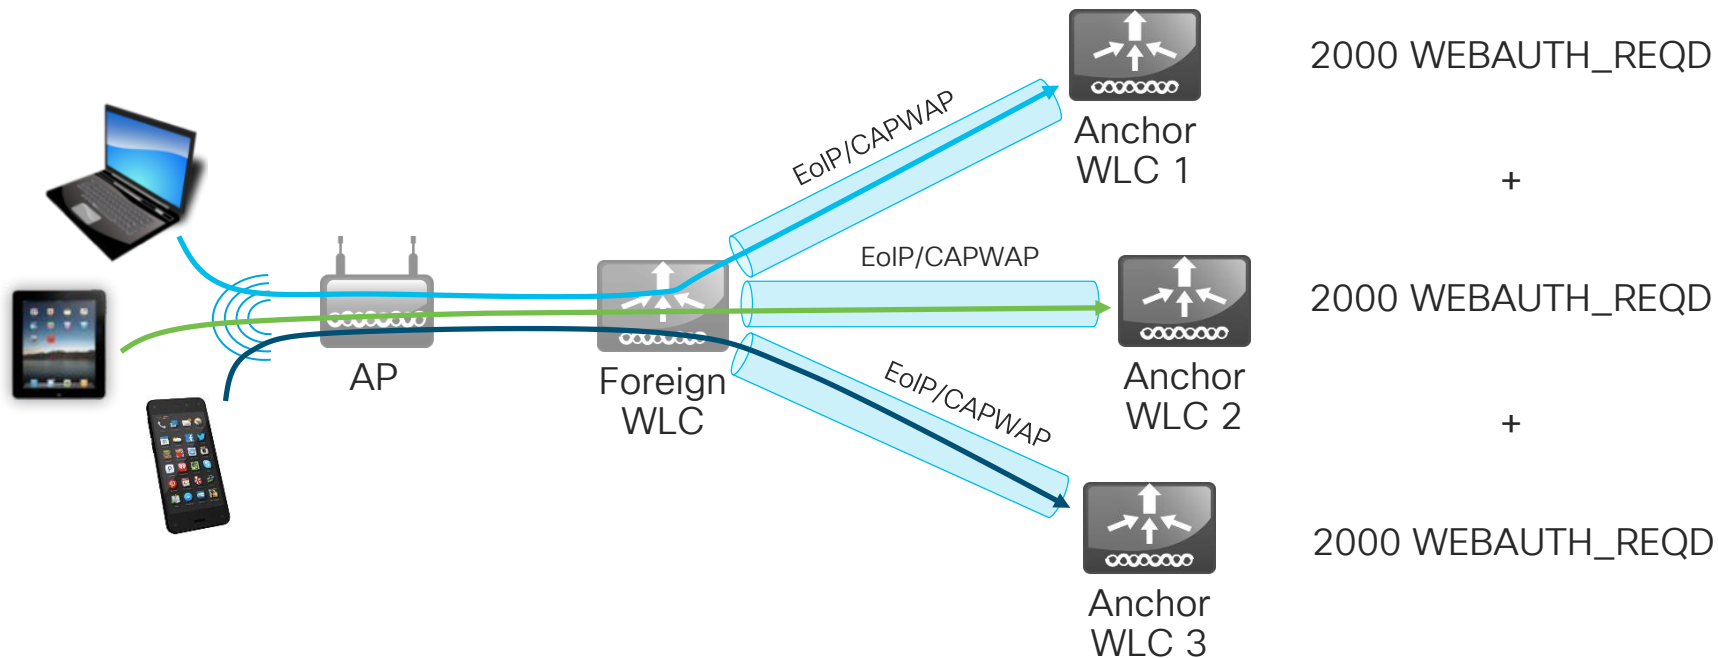 2000 WEBAUTH_REQD
EoIP/CAPWAP
Anchor
WLC 1
+
EoIP/CAPWAP
2000 WEBAUTH_REQD
AP
Foreign
WLC
Anchor
WLC 2
EoIP/CAPWAP
+
2000 WEBAUTH_REQD
Anchor
WLC 3